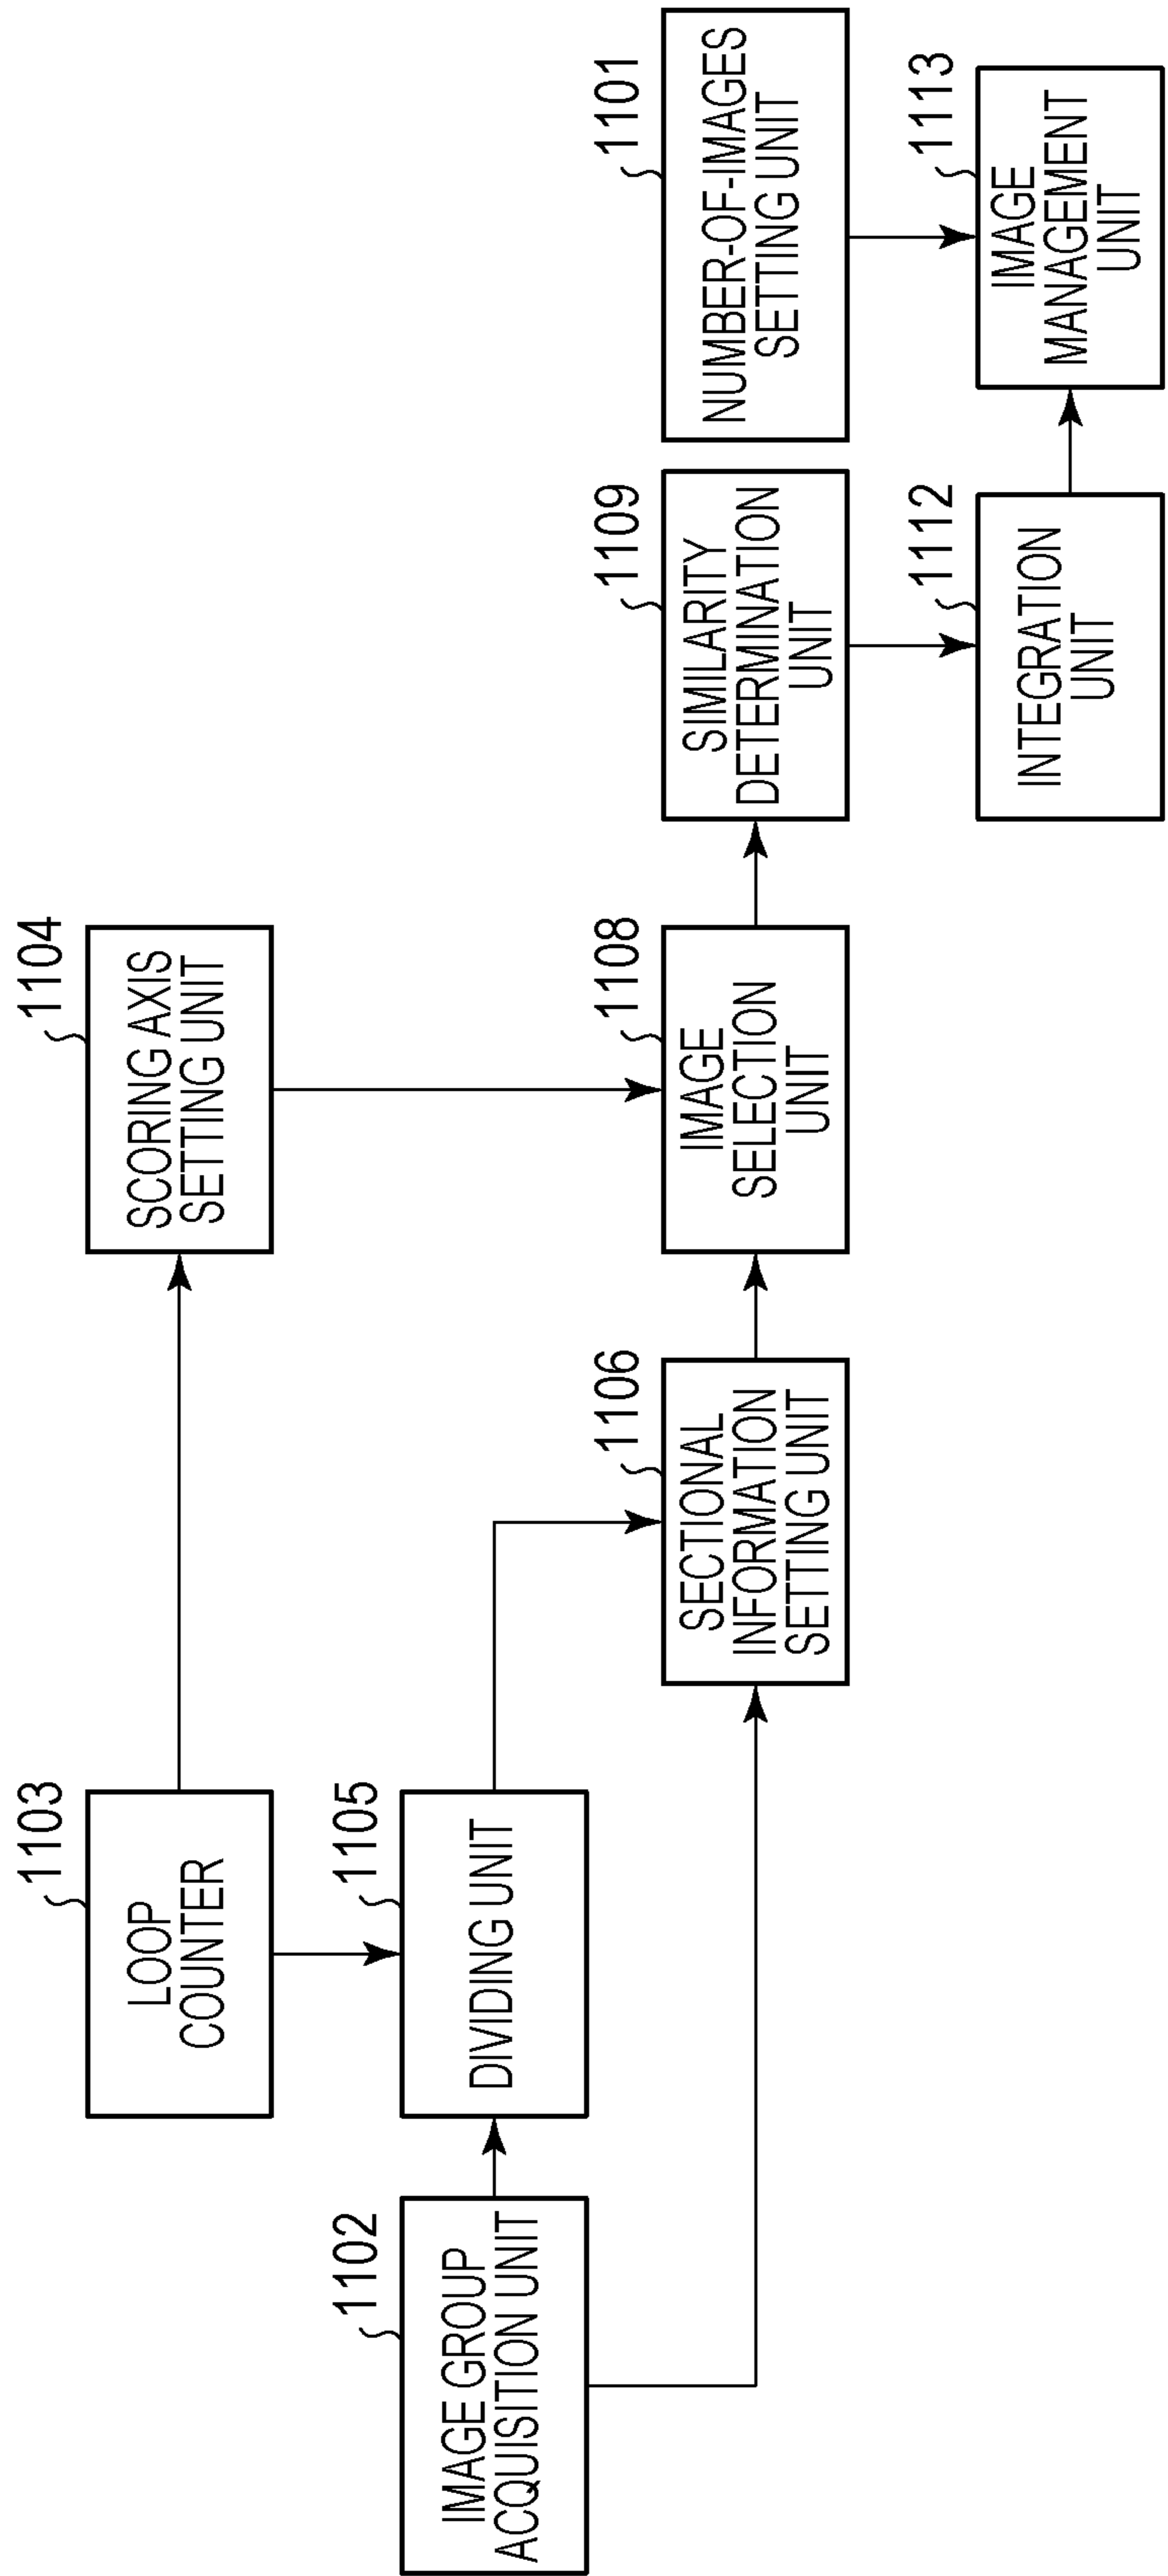 1103
LOOP
COUNTER
1104
SCORING AXIS
SETTING UNIT
1102
IMAGE GROUP
ACQUISITION UNIT
1105
DIVIDING UNIT
1106
SECTIONAL
INFORMATION
SETTING UNIT
1108
IMAGE
SELECTION
UNIT
1109
SIMILARITY
DETERMINATION
UNIT
1101
NUMBER-OF-IMAGES
SETTING UNIT
1112
INTEGRATION
UNIT
1113
IMAGE
MANAGEMENT
UNIT